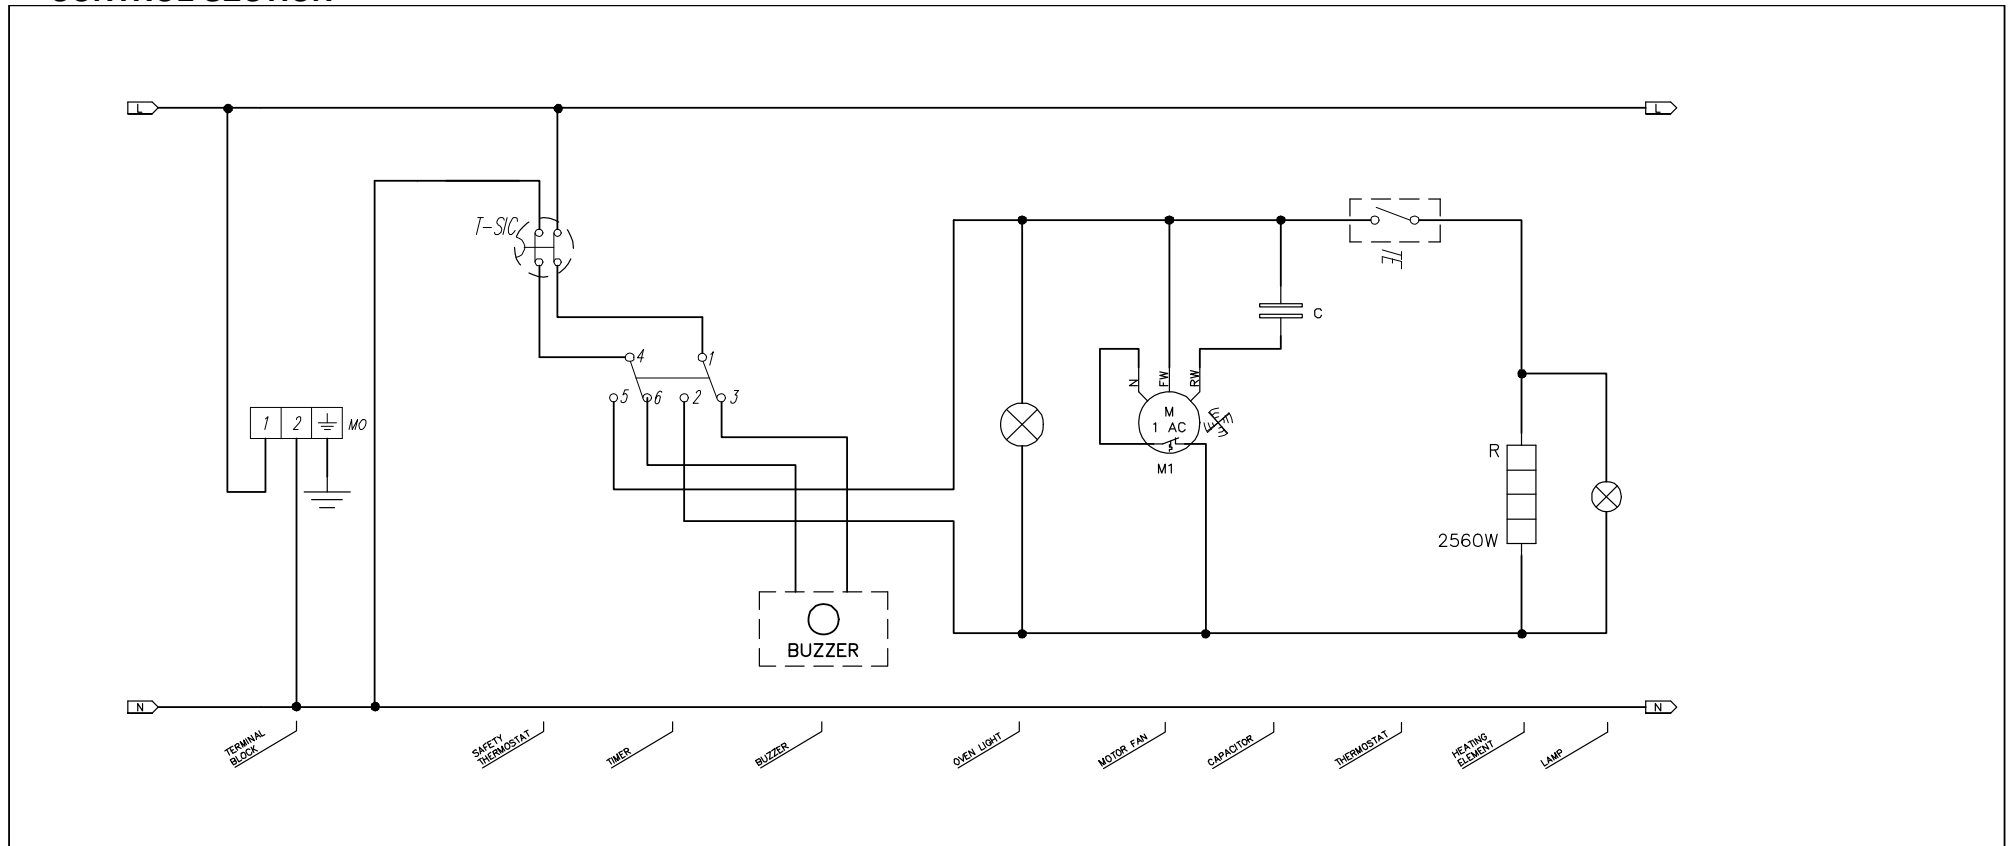 L
L
T-SIC
TE
C
4
1
5
6
2
3
N
FW
RW
M
1 AC
M1
1
2
MO
R
2560W
BUZZER
N
N
TERMINAL
BLOCK
SAFETY
THERMOSTAT
TIMER
BUZZER
OVEN LIGHT
MOTOR FAN
CAPACITOR
THERMOSTAT
HEATING
ELEMENT
LAMP